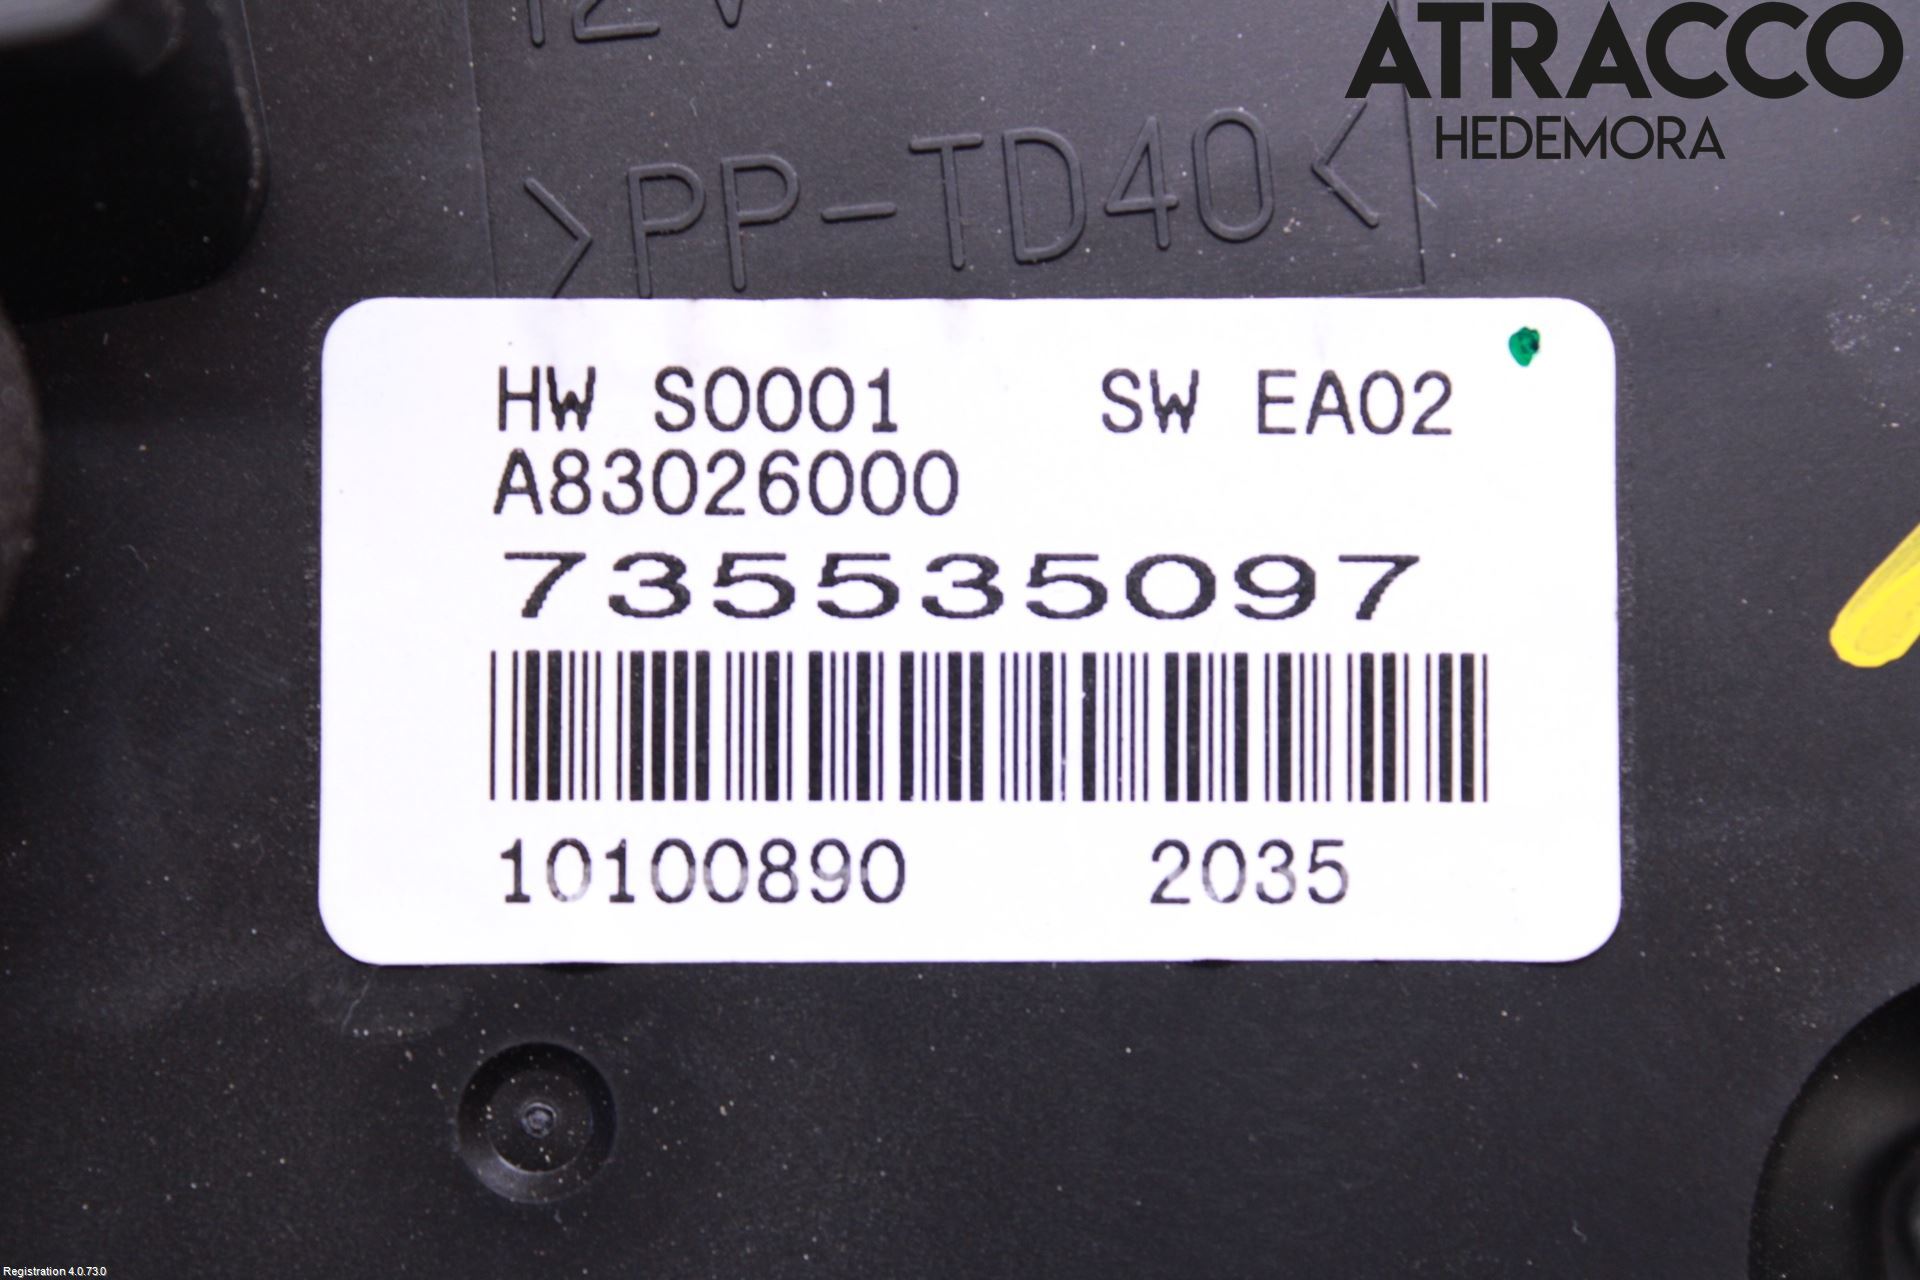 12V
ATRACCO
HEDEMORA
>PP-TD40<
HW S0001 SW EA02
A83026000
735535097
10100890 2035
Registration 4.0.73.0